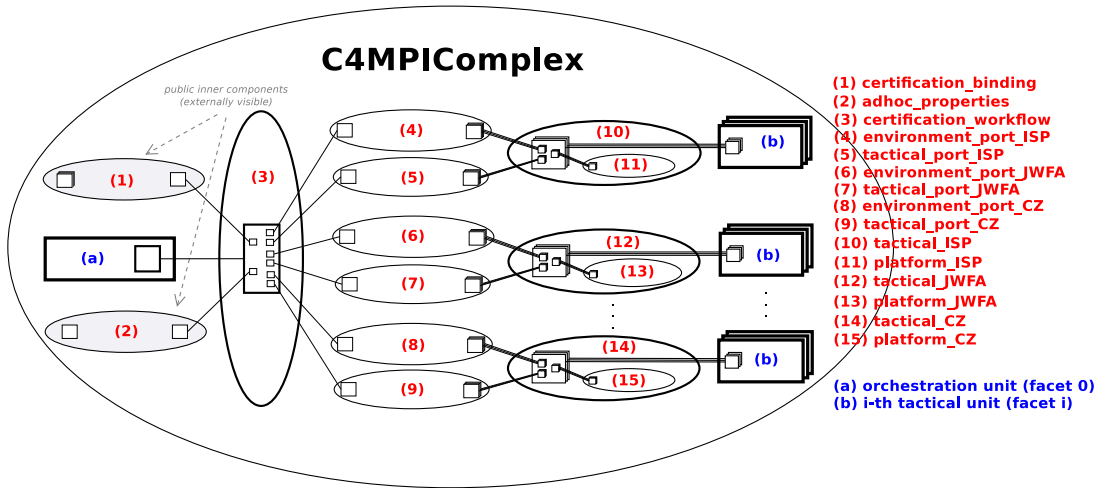 C4MPIComplex
public inner components
(externally visible)
(1)
(2)
(3)
(a)
(4)
(5)
(6)
(7)
(8)
(9)
(10)
(11)
(12)
(13)
(14)
(15)
(b)
(b)
(b)
(1) certification_binding
(2) adhoc_properties
(3) certification_workflow
(4) environment_port_ISP
(5) tactical_port_ISP
(6) environment_port_JWFA
(7) tactical_port_JWFA
(8) environment_port_CZ
(9) tactical_port_CZ
(10) tactical_ISP
(11) platform_ISP
(12) tactical_JWFA
(13) platform_JWFA
(14) tactical_CZ
(15) platform_CZ
(a) orchestration unit (facet 0)
(b) i-th tactical unit (facet i)